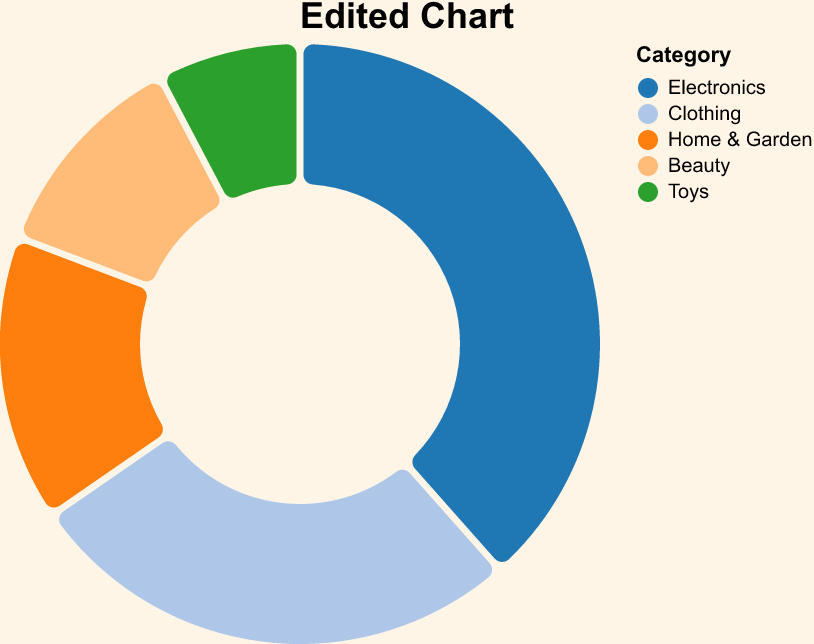 Edited Chart
Category
Electronics
Clothing
Home & Garden
Beauty
Toys